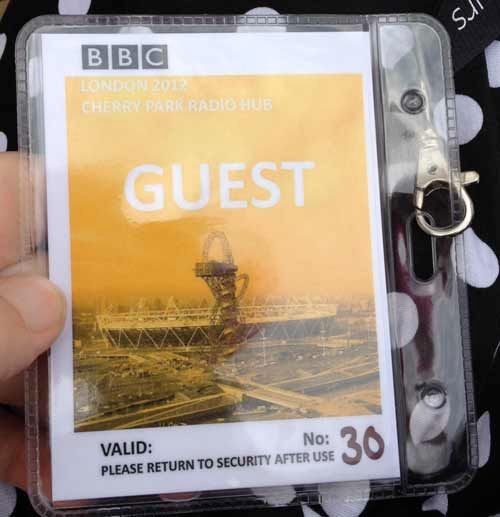 BBC
LONDON 2012
CHERRY PARK RADIO HUB
GUEST
VALID:
No: 30
PLEASE RETURN TO SECURITY AFTER USE